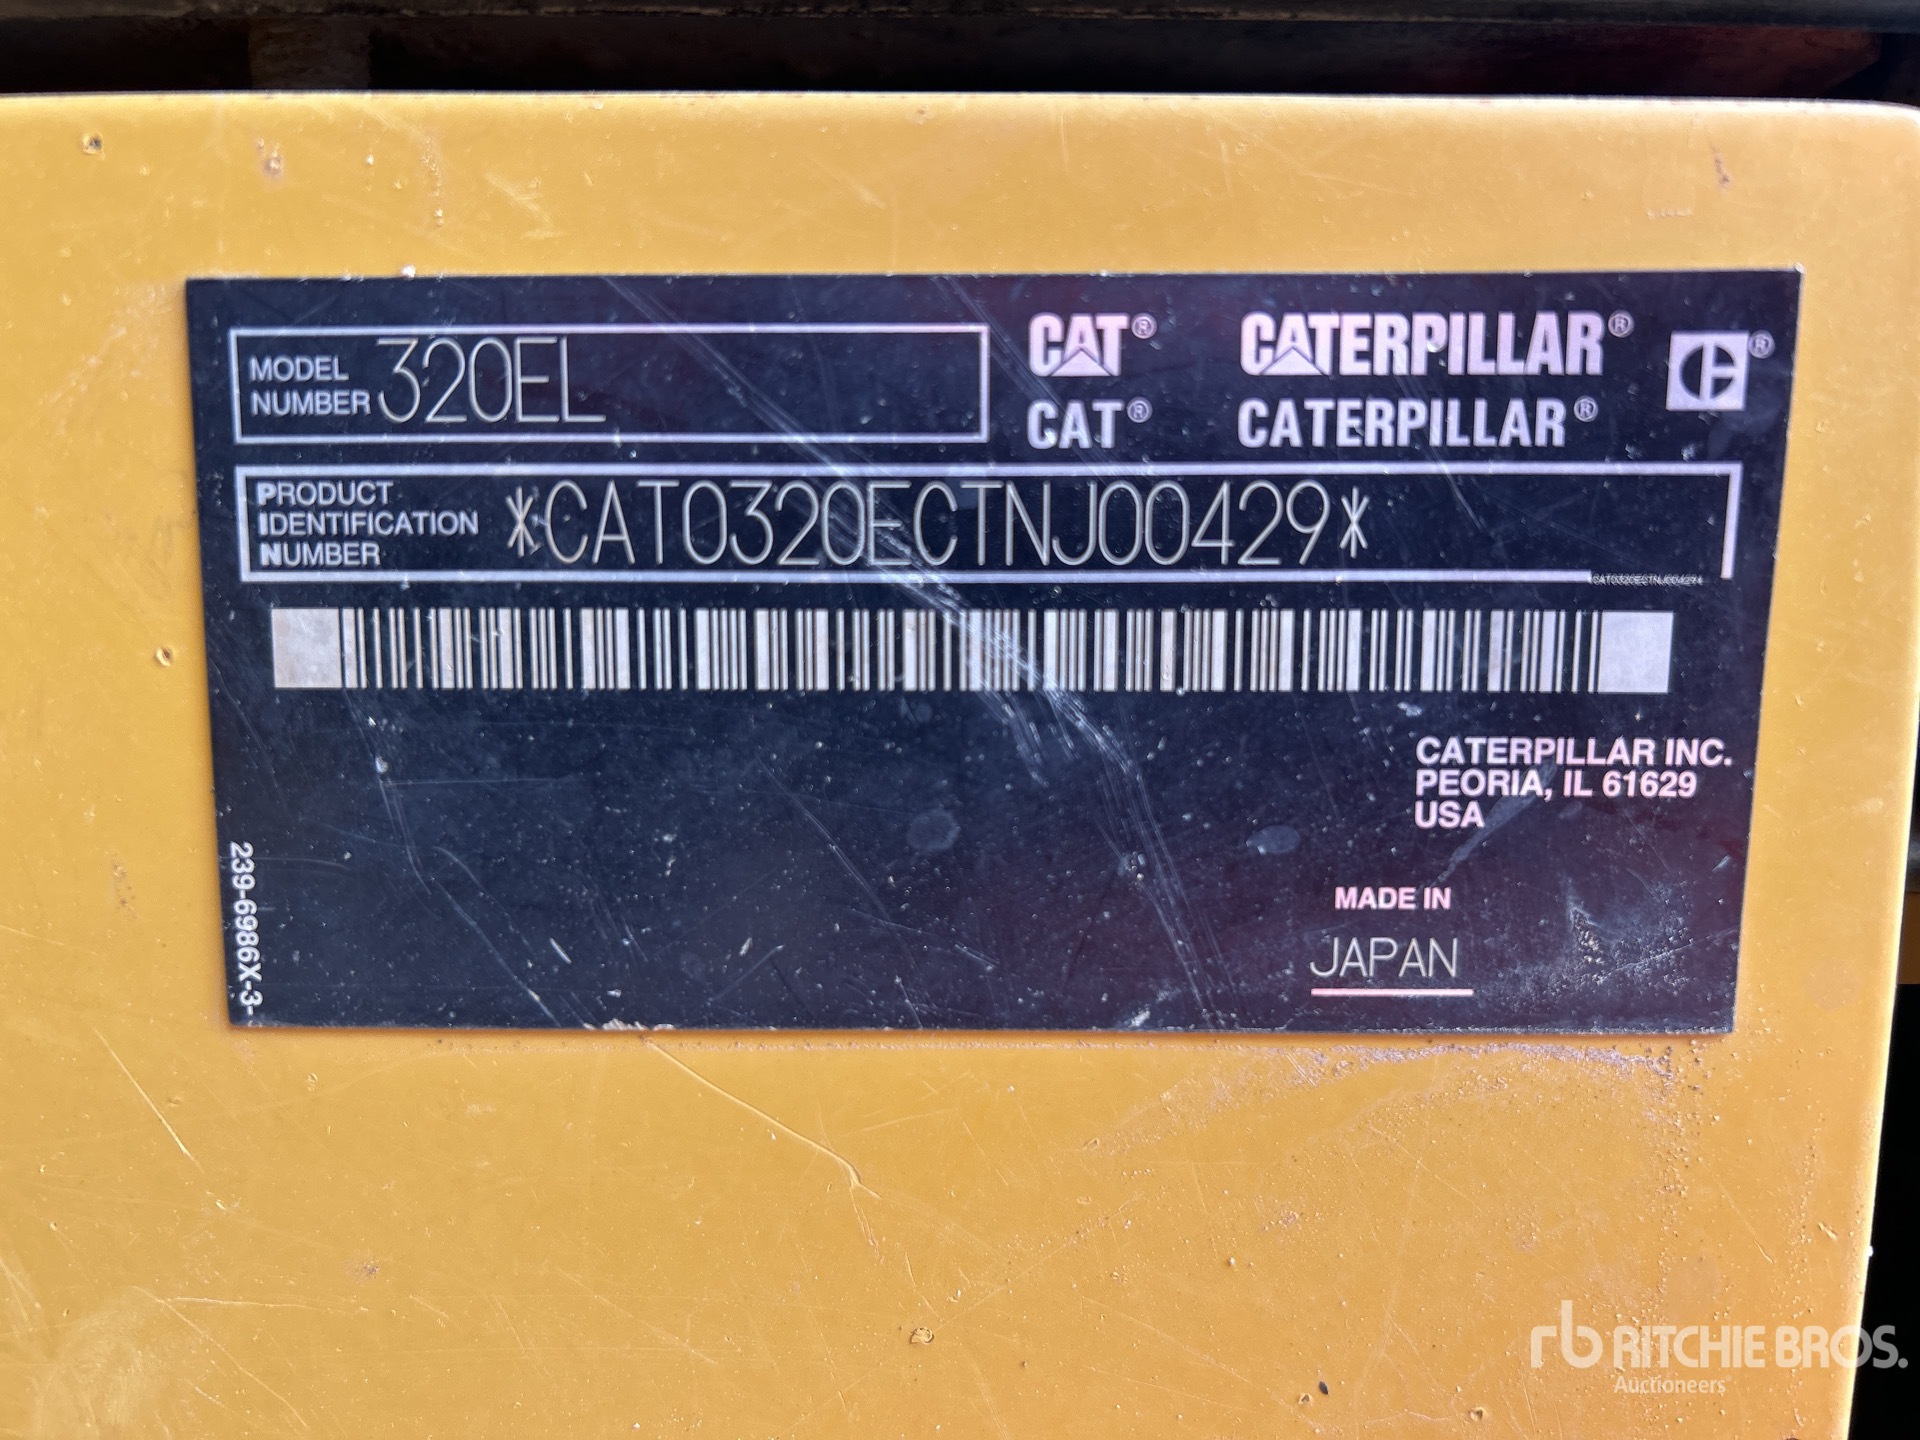 MODEL NUMBER 320EL
CAT® CATERPILLAR®
CAT® CATERPILLAR®
PRODUCT
IDENTIFICATION
NUMBER
*CAT0320ECTNJ00429*
CATERPILLAR INC.
PEORIA, IL 61629
USA
MADE IN
JAPAN
239-6986X-3
rb RITCHIE BROS.
Auctioneers